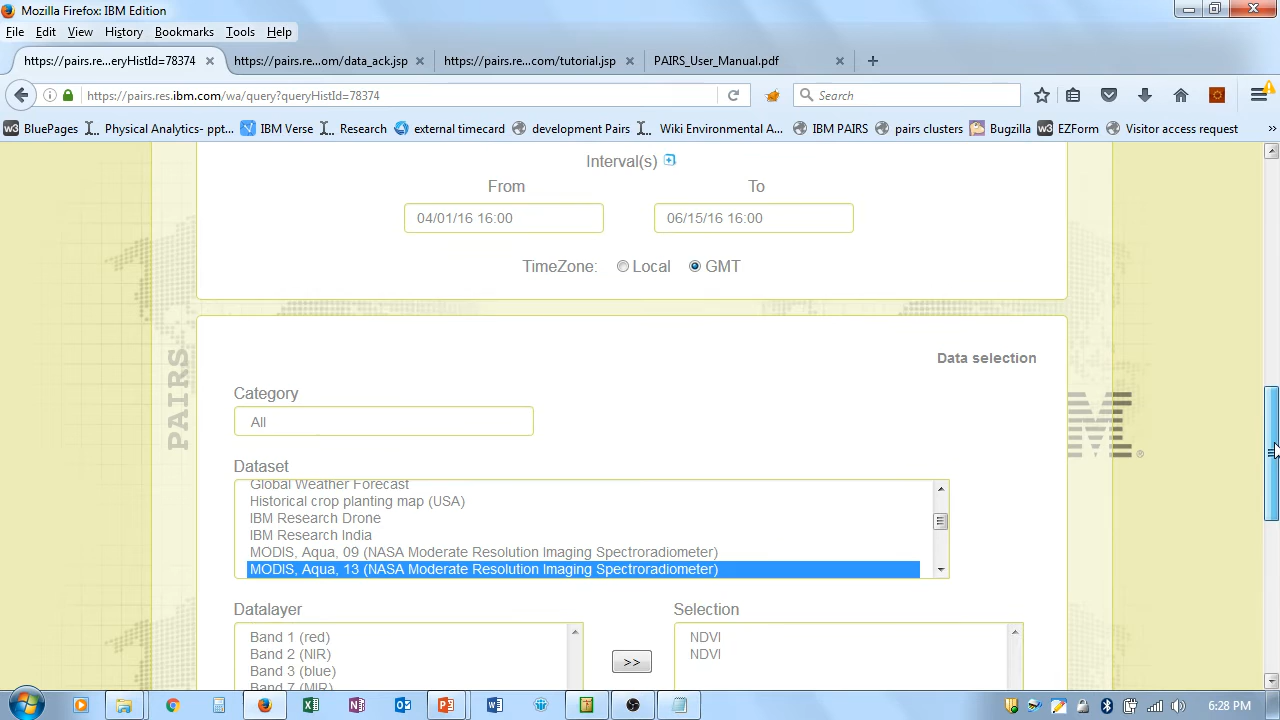 Mozilla Firefox: IBM Edition
File Edit View History Bookmarks Tools Help
https://pairs.re...eryHistId=78374 https://pairs.re...om/data_ack.jsp https://pairs.re...com/tutorial.jsp PAIRS_User_Manual.pdf
https://pairs.res.ibm.com/wa/query?queryHistId=78374 Search
w3 BluePages Physical Analytics- ppt... IBM Verse Research external timecard development Pairs Wiki Environmental A... IBM PAIRS pairs clusters Bugzilla w3 EZForm Visitor access request
Interval(s)
From To
04/01/16 16:00 06/15/16 16:00
TimeZone: Local GMT
Data selection
Category
All
PAIRS
Dataset
Global Weather Forecast
Historical crop planting map (USA)
IBM Research Drone
IBM Research India
MODIS, Aqua, 09 (NASA Moderate Resolution Imaging Spectroradiometer)
MODIS, Aqua, 13 (NASA Moderate Resolution Imaging Spectroradiometer)
Datalayer Selection
Band 1 (red) NDVI
Band 2 (NIR) NDVI
Band 3 (blue) >>
Band 7 (MIR)
6:28 PM